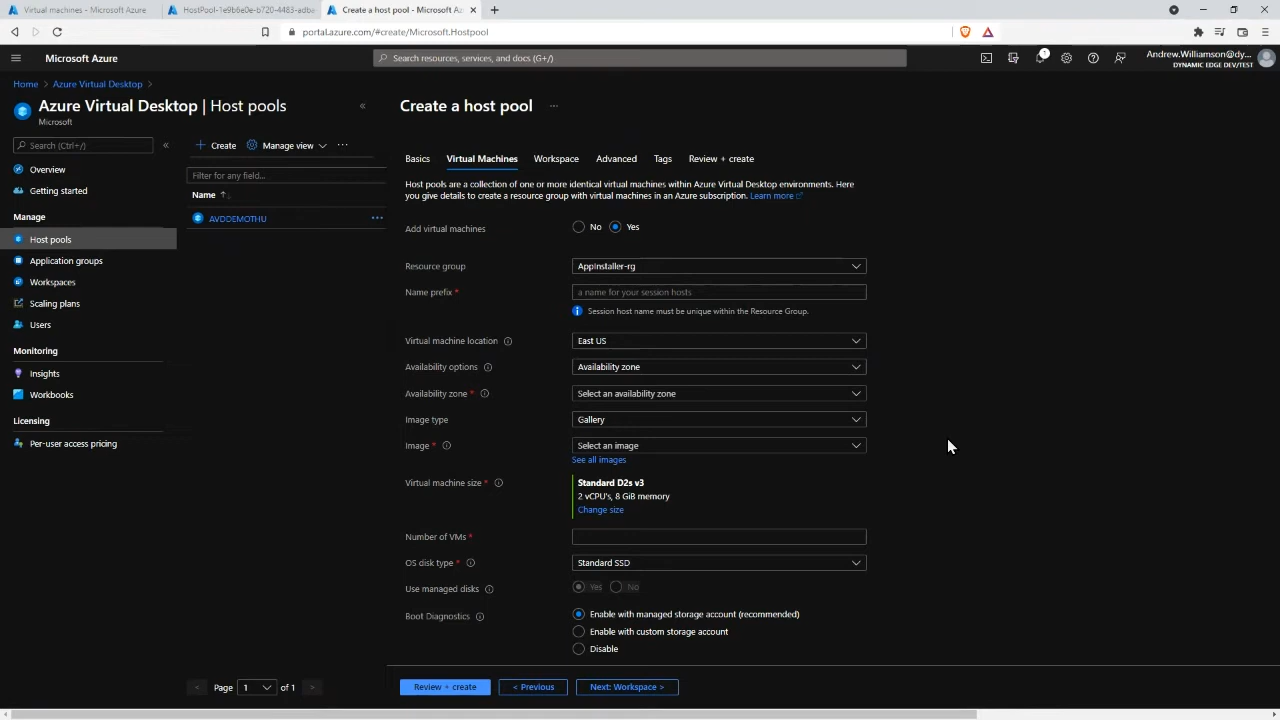 Virtual machines - Microsoft Azure
HostPool-1e9b6e0e-b720-4483-adba
Create a host pool - Microsoft Az
portal.azure.com/#create/Microsoft.Hostpool
Microsoft Azure
Search resources, services, and docs (G+/)
1
Andrew.Williamson@dy...
DYNAMIC EDGE DEV/TEST
Home > Azure Virtual Desktop >
Azure Virtual Desktop | Host pools
Microsoft
Search (Ctrl+/)
Overview
Getting started
Manage
Host pools
Application groups
Workspaces
Scaling plans
Users
Monitoring
Insights
Workbooks
Licensing
Per-user access pricing
+ Create
Manage view
...
Filter for any field...
Name ↑↓
AVDDEMOTHU
...
< Page 1 of 1 >
Create a host pool ...
Basics Virtual Machines Workspace Advanced Tags Review + create
Host pools are a collection of one or more identical virtual machines within Azure Virtual Desktop environments. Here
you give details to create a resource group with virtual machines in an Azure subscription. Learn more
Add virtual machines
No Yes
Resource group
AppInstaller-rg
Name prefix *
a name for your session hosts
Session host name must be unique within the Resource Group.
Virtual machine location
East US
Availability options
Availability zone
Availability zone *
Select an availability zone
Image type
Gallery
Image *
Select an image
See all images
Virtual machine size *
Standard D2s v3
2 vCPU's, 8 GiB memory
Change size
Number of VMs *
OS disk type *
Standard SSD
Use managed disks
Yes No
Boot Diagnostics
Enable with managed storage account (recommended)
Enable with custom storage account
Disable
Review + create
< Previous
Next: Workspace >